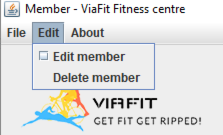 Member - ViaFit Fitness centre
File Edit About
Edit member
Delete member
VIAFIT
GET FIT GET RIPPED!